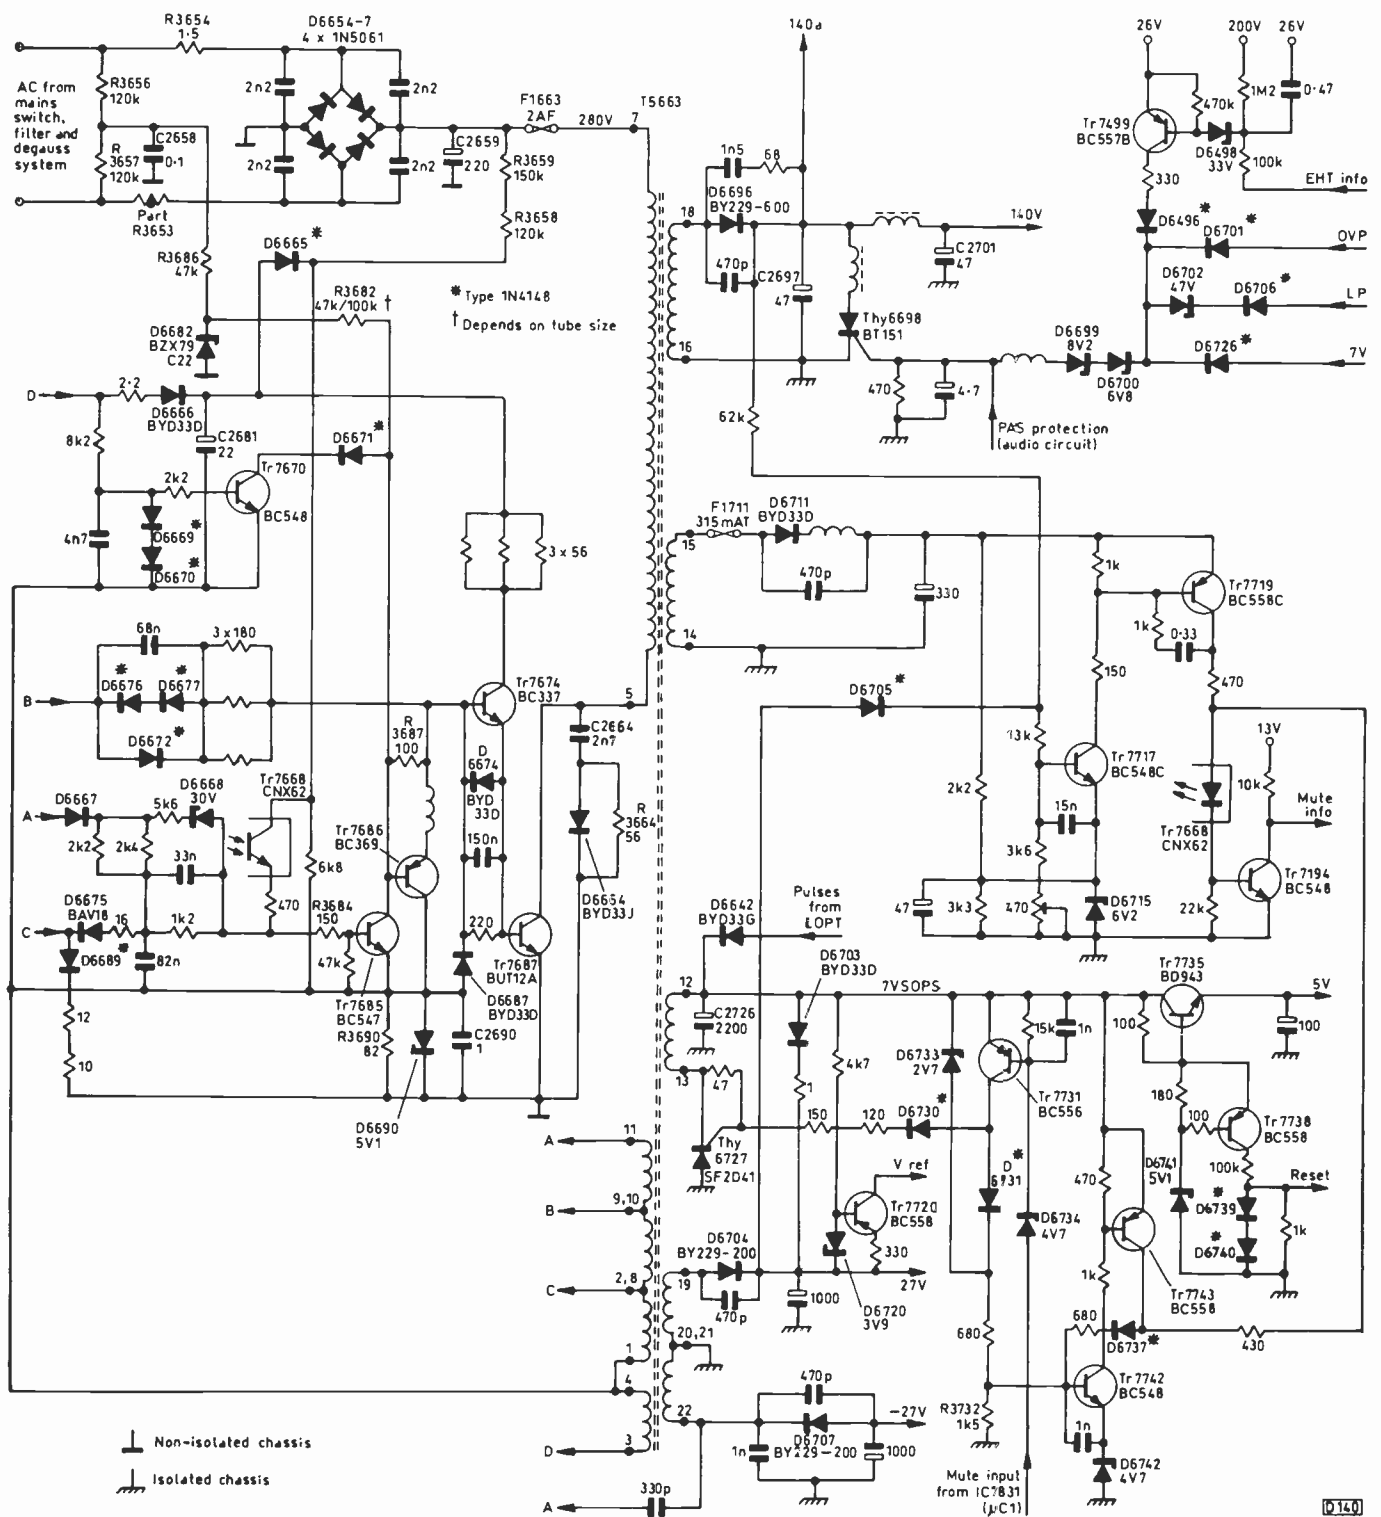 R3654
1·5
D6654-7
4 x 1N5061
140a
26V
200V
26V
AC from
mains
switch,
filter and
degauss
system
R3656
120k
2n2
2n2
F1663
2AF
280V
T5663
7
470k
1M2
0·47
C2658
0·1
R
3657
120k
2n2
2n2
C2659
220
R3659
150k
1n5
68
Tr7499
BC557B
D6498
33V
100k
EHT info
Part
R3653
R3658
120k
D6696
BY229-600
18
330
D6496 *
D6701 *
OVP
D6665 *
R3686
47k
140V
470p
C2697
47
C2701
47
D6702
47V
D6706 *
LP
R3682
47k/100k †
* Type 1N4148
† Depends on tube size
D6682
BZX79
C22
Thy6698
BT151
16
D6699
8V2
D6700
6V8
D6726 *
7V
D
2·2
D6666
BYD33D
470
4·7
PAS protection
(audio circuit)
62k
8k2
C2681
22
D6671 *
Tr7670
BC548
2k2
4n7
D6669 *
D6670 *
3 x 56
F1711
315mAT
D6711
BYD33D
15
470p
330
14
1k
Tr7719
BC558C
1k
0·33
150
470
68n
3 x 180
D6676 *
D6677 *
B
D6672 *
Tr7674
BC337
5
D6705 *
R
3687
100
C2664
2n7
13k
Tr7717
BC548C
13V
10k
Mute
info
D
6674
BYD
33D
R
3664
56
2k2
15n
Tr7668
CNX62
D6667
A
5k6
D6668
30V
Tr7668
CNX62
2k2
2k4
33n
6k8
Tr7686
BC369
150n
D6664
BYD33J
3k6
Tr7194
BC548
D6675
BAV18
C
16
1k2
470
R3684
150
220
Pulses
from
LOPT
D6642
BYD33G
47
3k3
470
D6715
6V2
22k
D6689 *
82n
47k
Tr7685
BC547
R3690
82
Tr7687
BUT12A
D6687
BYD33D
C2690
1
D6703
BYD33D
Tr7735
BD943
12
7VSOPS
5V
12
10
C2726
2200
15k
1n
100
100
4k7
D6733
2V7
Tr7731
BC556
13
47
1
180
Tr7738
BC558
100
D6690
5V1
150
120
D6730 *
A
11
Thy
6727
SF2D41
V ref
D *
6731
D6741
5V1
100k
Reset
470
B
9,10
Tr7720
BC558
D6734
4V7
D6739 *
D6740 *
1k
D6704
BY229-200
330
19
27V
1k
Tr7743
BC558
C
2,8
470p
1000
D6720
3V9
680
680
D6737 *
430
20,21
1
4
470p
Tr7742
BC548
22
-27V
R3732
1k5
Non-isolated chassis
D6707
BY229-200
1n
1000
1n
D6742
4V7
D
3
Isolated chassis
330p
A
Mute input
from IC7831
(µC1)
D140